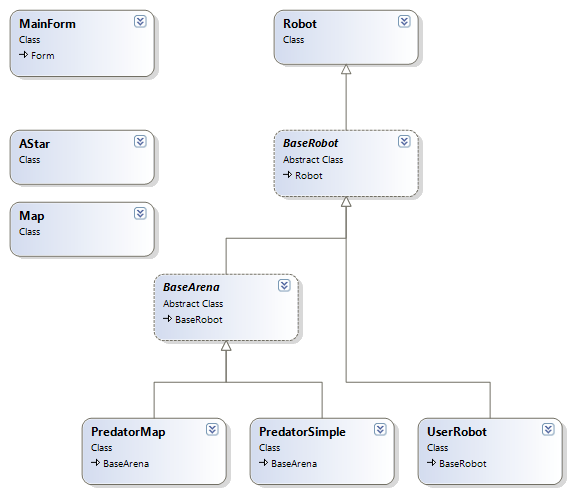 MainForm
Class
Form
Robot
Class
AStar
Class
BaseRobot
Abstract Class
Robot
Map
Class
BaseArena
Abstract Class
BaseRobot
PredatorMap
Class
BaseArena
PredatorSimple
Class
BaseArena
UserRobot
Class
BaseRobot